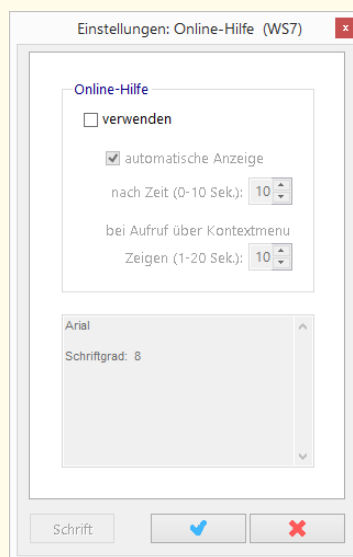 Einstellungen: Online-Hilfe (WS7)
x
Online-Hilfe
verwenden
automatische Anzeige
nach Zeit (0-10 Sek.): 10
bei Aufruf über Kontextmenu
Zeigen (1-20 Sek.): 10
Arial
Schriftgrad: 8
Schrift